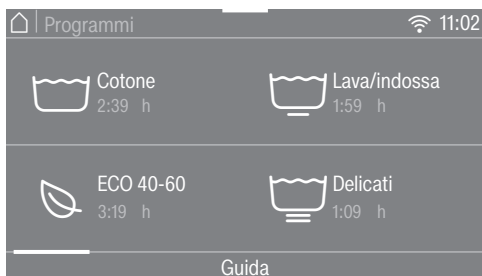 Programmi
11:02
Cotone
2:39 h
Lava/indossa
1:59 h
ECO 40-60
3:19 h
Delicati
1:09 h
Guida